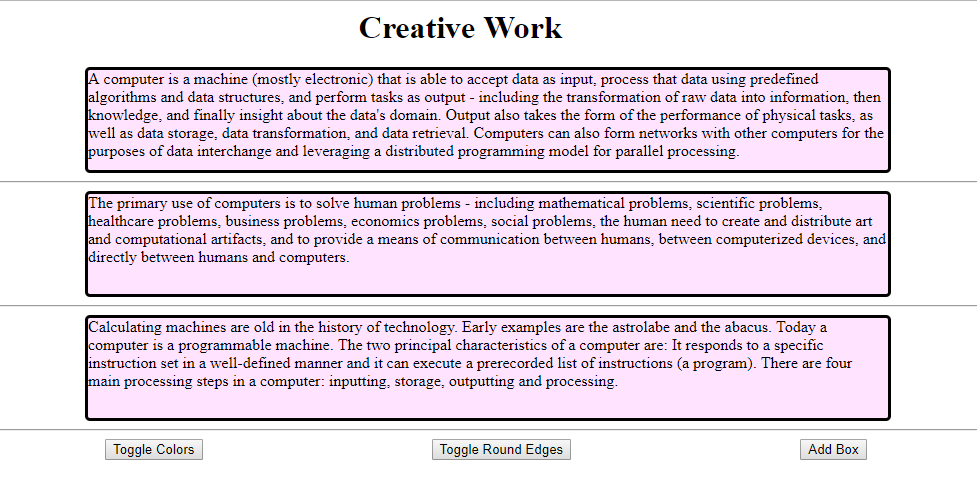 Creative Work
A computer is a machine (mostly electronic) that is able to accept data as input, process that data using predefined
algorithms and data structures, and perform tasks as output - including the transformation of raw data into information, then
knowledge, and finally insight about the data's domain. Output also takes the form of the performance of physical tasks, as
well as data storage, data transformation, and data retrieval. Computers can also form networks with other computers for the
purposes of data interchange and leveraging a distributed programming model for parallel processing.
The primary use of computers is to solve human problems - including mathematical problems, scientific problems,
healthcare problems, business problems, economics problems, social problems, the human need to create and distribute art
and computational artifacts, and to provide a means of communication between humans, between computerized devices, and
directly between humans and computers.
Calculating machines are old in the history of technology. Early examples are the astrolabe and the abacus. Today a
computer is a programmable machine. The two principal characteristics of a computer are: It responds to a specific
instruction set in a well-defined manner and it can execute a prerecorded list of instructions (a program). There are four
main processing steps in a computer: inputting, storage, outputting and processing.
Toggle Colors Toggle Round Edges Add Box